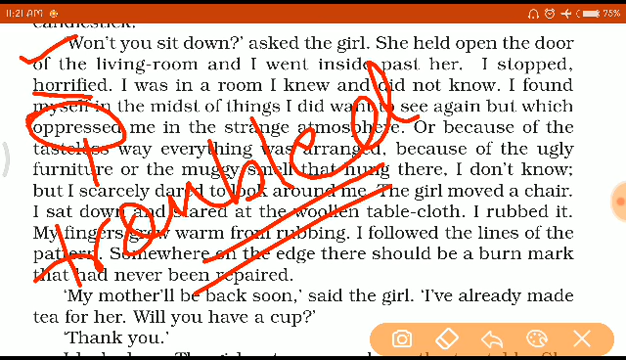 11:21 AM
75%
candlestick.
'Won't you sit down?' asked the girl. She held open the door
of the living-room and I went inside past her. I stopped,
horrified. I was in a room I knew and did not know. I found
myself in the midst of things I did want to see again but which
oppressed me in the strange atmosphere. Or because of the
tasteless way everything was arranged, because of the ugly
furniture or the muggy smell that hung there, I don't know;
but I scarcely dared to look around me. The girl moved a chair.
I sat down and stared at the woollen table-cloth. I rubbed it.
My fingers grew warm from rubbing. I followed the lines of the
pattern. Somewhere on the edge there should be a burn mark
that had never been repaired.
'My mother'll be back soon,' said the girl. 'I've already made
tea for her. Will you have a cup?'
'Thank you.'
troubled